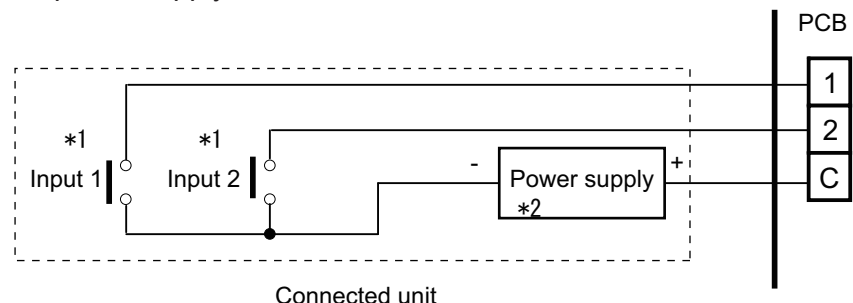 PCB
1
*1 *1 2
- +
Input 1 Input 2 Power supply C
*2
Connected unit